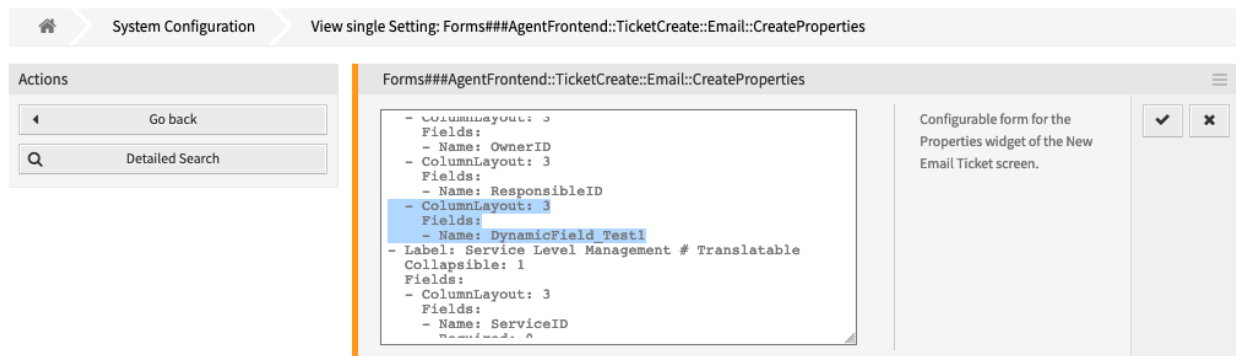 System Configuration
View single Setting: Forms###AgentFrontend::TicketCreate::Email::CreateProperties
Actions
Go back
Detailed Search
Forms###AgentFrontend::TicketCreate::Email::CreateProperties
- ColumnLayout: 3
Fields:
- Name: OwnerID
- ColumnLayout: 3
Fields:
- Name: ResponsibleID
- ColumnLayout: 3
Fields:
- Name: DynamicField_Test1
- Label: Service Level Management # Translatable
Collapsible: 1
Fields:
- ColumnLayout: 3
Fields:
- Name: ServiceID
Configurable form for the
Properties widget of the New
Email Ticket screen.